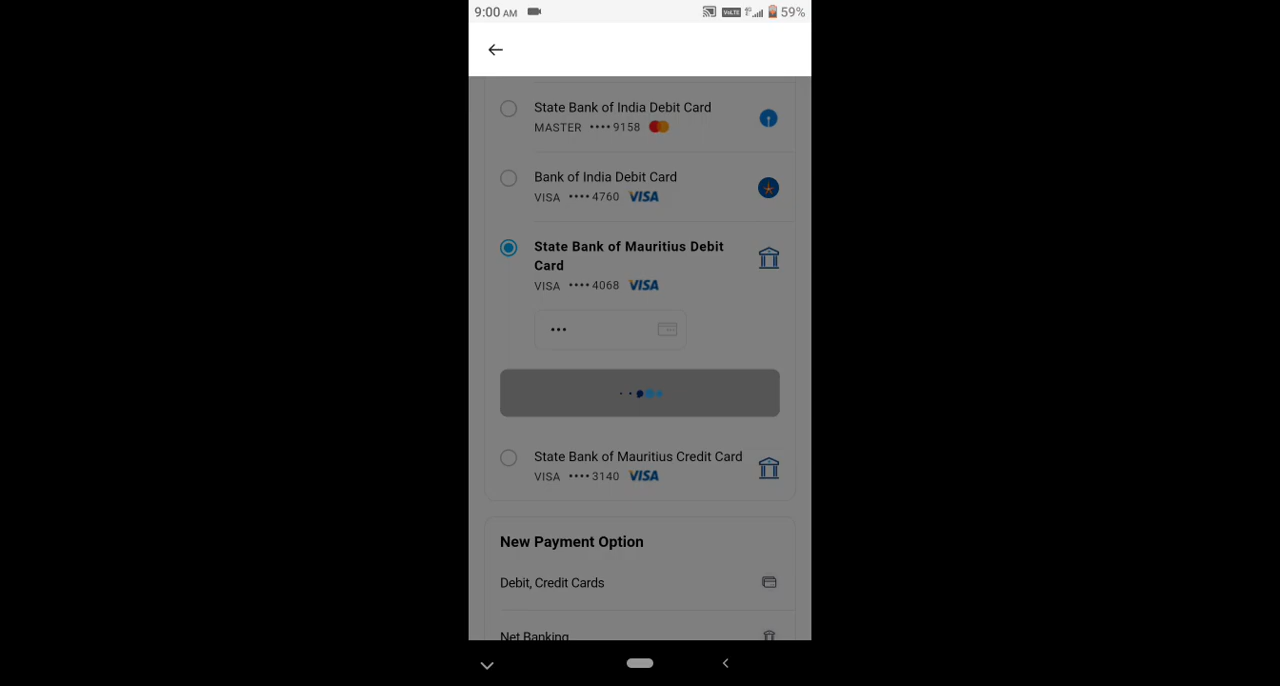 9:00 AM
VoLTE 4G 59%
State Bank of India Debit Card
MASTER ••••9158
Bank of India Debit Card
VISA ••••4760 VISA
State Bank of Mauritius Debit
Card
VISA ••••4068 VISA
•••
State Bank of Mauritius Credit Card
VISA ••••3140 VISA
New Payment Option
Debit, Credit Cards
Net Banking